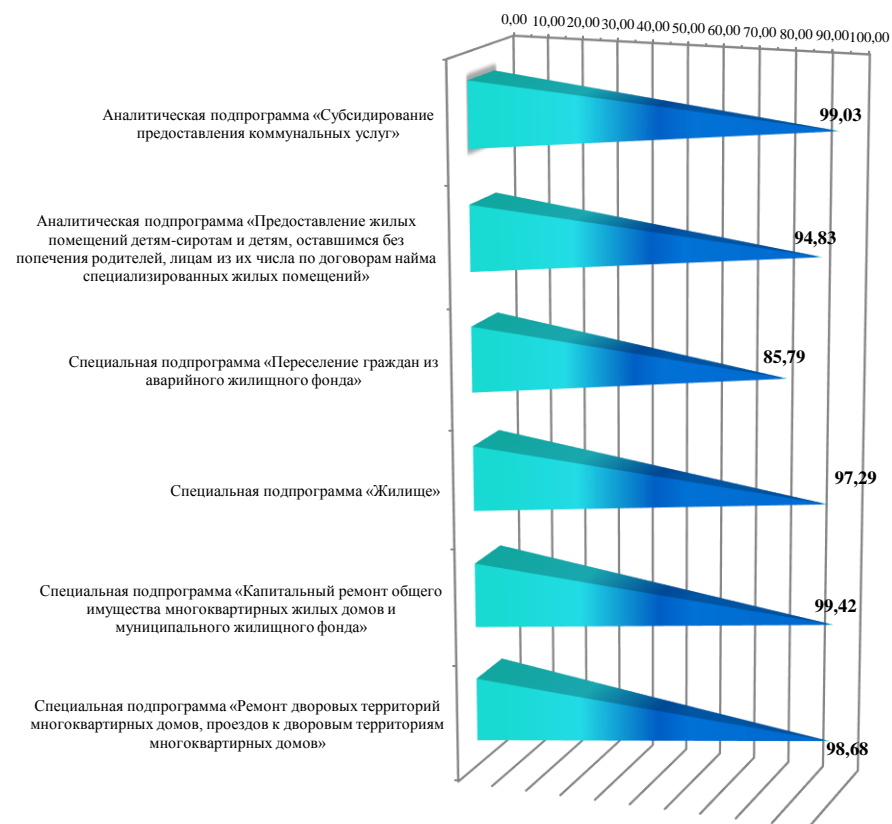 0,00 10,00 20,00 30,00 40,00 50,00 60,00 70,00 80,00 90,00 100,00
Аналитическая подпрограмма «Субсидирование
предоставления коммунальных услуг»
99,03
Аналитическая подпрограмма «Предоставление жилых
помещений детям-сиротам и детям, оставшимся без
попечения родителей, лицам из их числа по договорам найма
специализированных жилых помещений»
94,83
Специальная подпрограмма «Переселение граждан из
аварийного жилищного фонда»
85,79
Специальная подпрограмма «Жилище»
97,29
Специальная подпрограмма «Капитальный ремонт общего
имущества многоквартирных жилых домов и
муниципального жилищного фонда»
99,42
Специальная подпрограмма «Ремонт дворовых территорий
многоквартирных домов, проездов к дворовым территориям
многоквартирных домов»
98,68